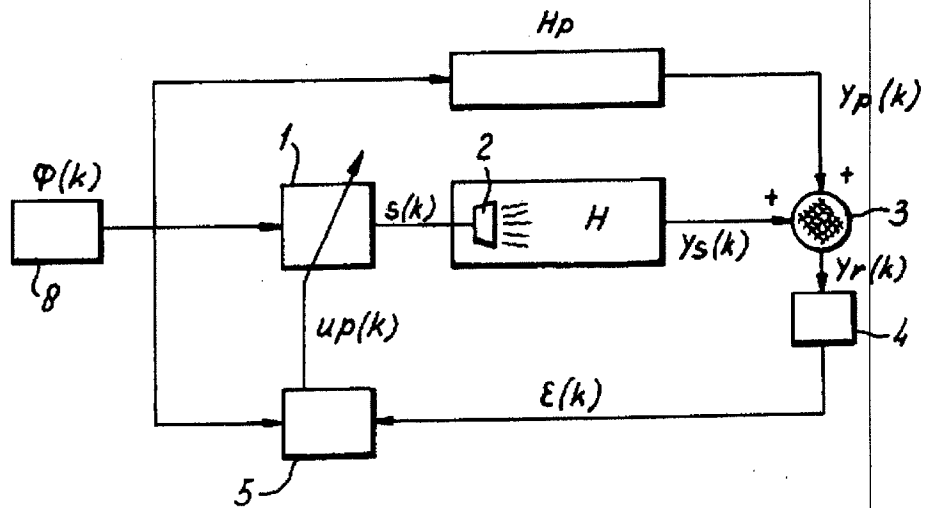 Hp
Yp(k)
1
2
φ(k)
s(k)
H
+
+
3
Ys(k)
Yr(k)
8
up(k)
4
ε(k)
5